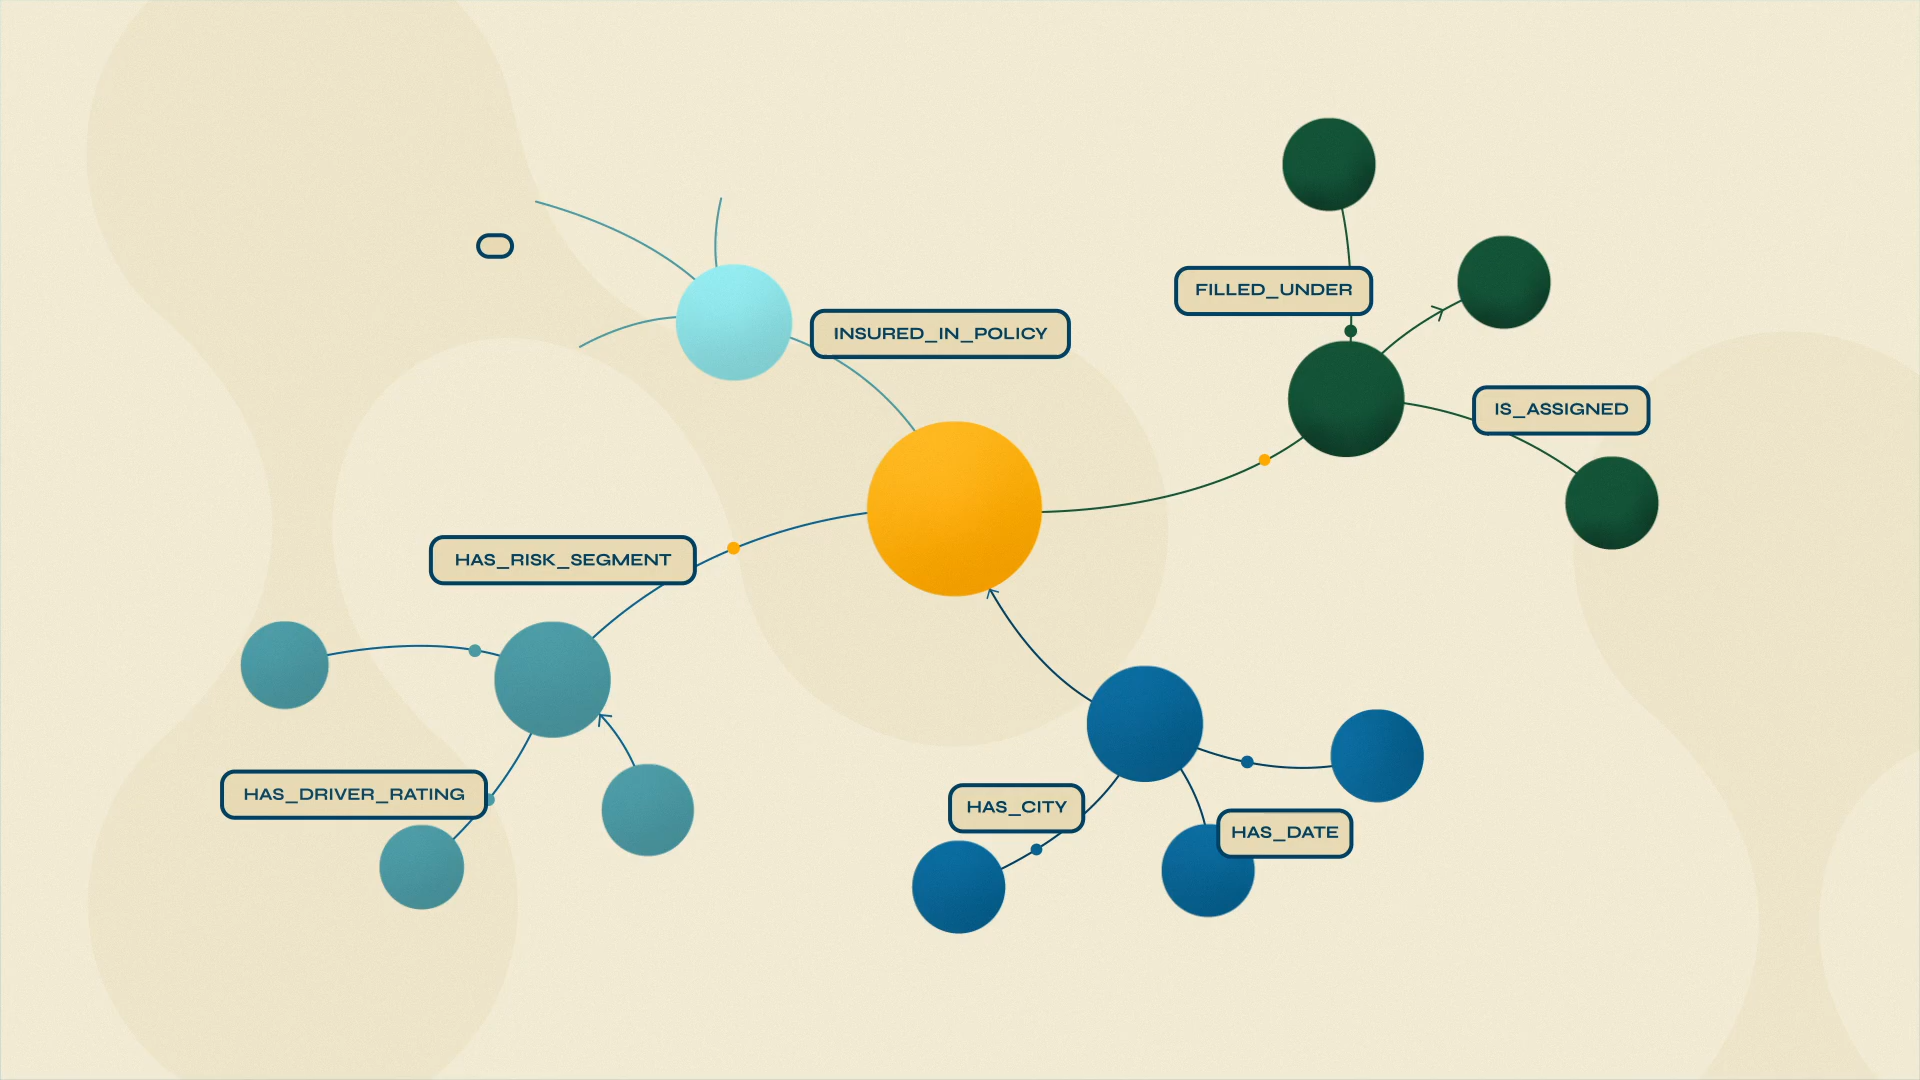 FILLED_UNDER
INSURED_IN_POLICY
IS_ASSIGNED
HAS_RISK_SEGMENT
HAS_DRIVER_RATING
HAS_CITY
HAS_DATE